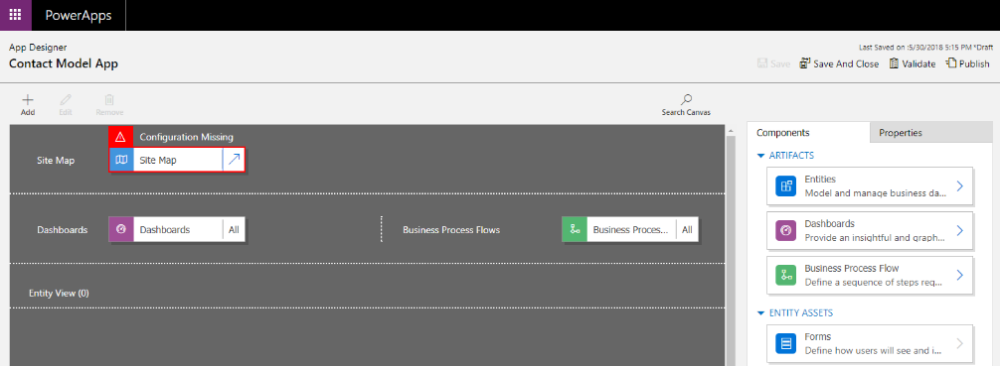 PowerApps
App Designer
Last Saved on :5/30/2018 5:15 PM *Draft
Contact Model App
Save
Save And Close
Validate
Publish
Add
Edit
Remove
Search Canvas
Components
Properties
Configuration Missing
Site Map
Site Map
ARTIFACTS
Entities
Model and manage business da...
Dashboards
Dashboards
All
Business Process Flows
Business Proces...
All
Dashboards
Provide an insightful and graph...
Business Process Flow
Define a sequence of steps req...
Entity View (0)
ENTITY ASSETS
Forms
Define how users will see and i...